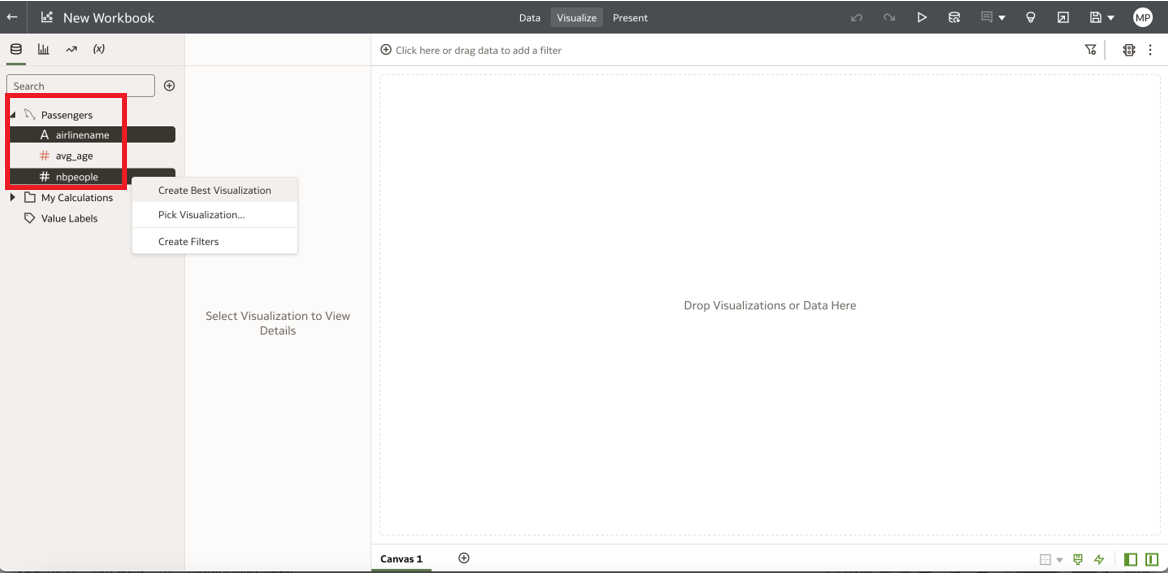 New Workbook
Data Visualize Present
MP
(x)
Click here or drag data to add a filter
Search
Passengers
A airlinename
# avg_age
# nbpeople
My Calculations
Value Labels
Create Best Visualization
Pick Visualization...
Create Filters
Select Visualization to View
Details
Drop Visualizations or Data Here
Canvas 1